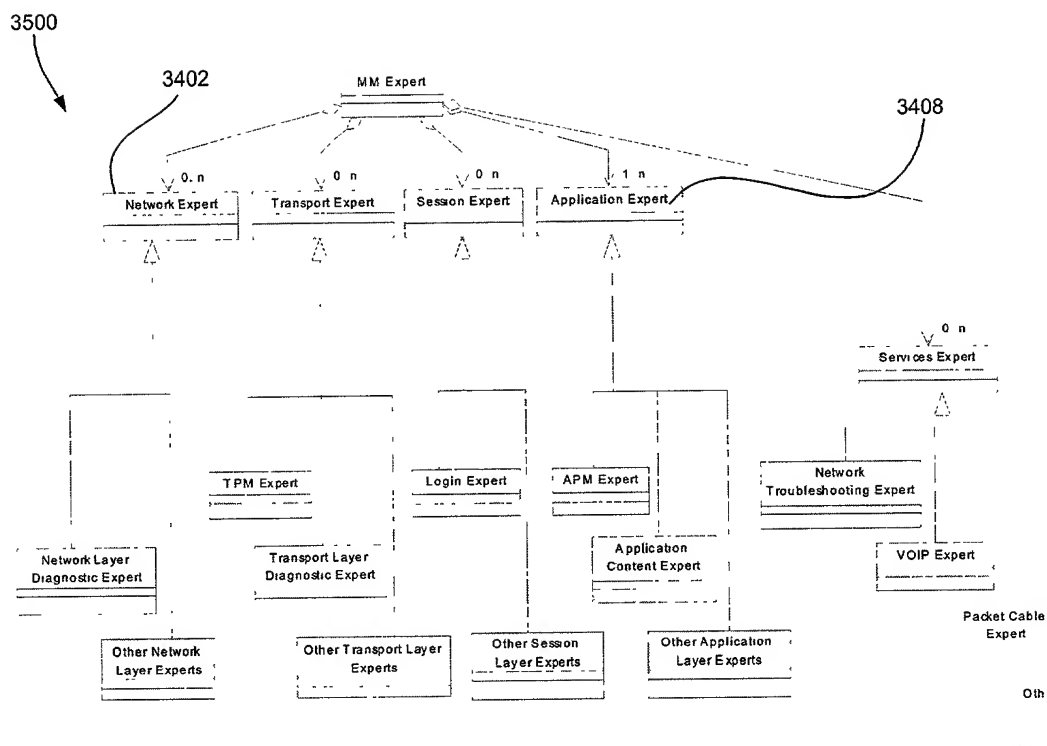 3500
3402
MM Expert
3408
0. n
0 n
0 n
1 n
Network Expert
Transport Expert
Session Expert
Application Expert
0 n
Services Expert
TPM Expert
Login Expert
APM Expert
Network
Troubleshooting Expert
Network Layer
Diagnostic Expert
Transport Layer
Diagnostic Expert
Application
Content Expert
VOIP Expert
Packet Cable
Expert
Other Network
Layer Experts
Other Transport Layer
Experts
Other Session
Layer Experts
Other Application
Layer Experts
Oth